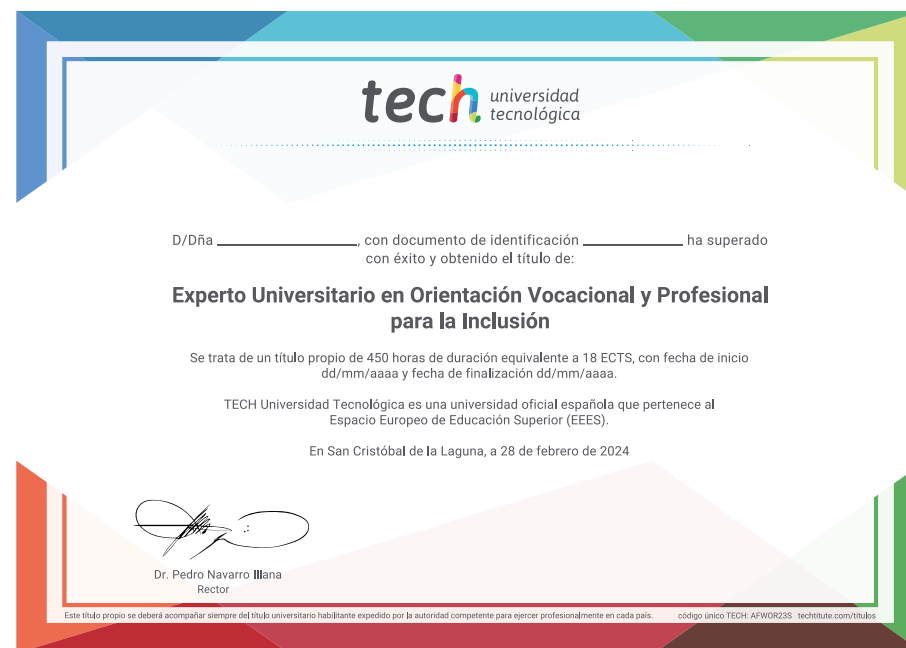 tech universidad
tecnológica
D/Dña ____________________, con documento de identificación ______________ ha superado
con éxito y obtenido el título de:
Experto Universitario en Orientación Vocacional y Profesional
para la Inclusión
Se trata de un título propio de 450 horas de duración equivalente a 18 ECTS, con fecha de inicio
dd/mm/aaaa y fecha de finalización dd/mm/aaaa.
TECH Universidad Tecnológica es una universidad oficial española que pertenece al
Espacio Europeo de Educación Superior (EEES).
En San Cristóbal de la Laguna, a 28 de febrero de 2024
Dr. Pedro Navarro Illana
Rector
Este título propio se deberá acompañar siempre del título universitario habilitante expedido por la autoridad competente para ejercer profesionalmente en cada país. código único TECH: AFWOR23S techtitute.com/titulos